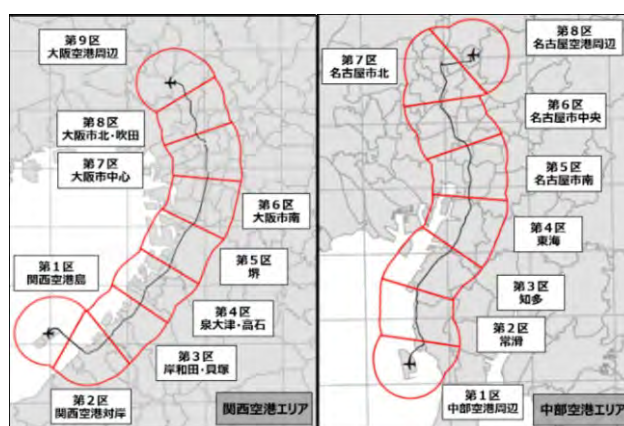 第9区
大阪空港周辺
第8区
大阪市北・吹田
第7区
大阪市中心
第6区
大阪市南
第5区
堺
第4区
泉大津・高石
第3区
岸和田・貝塚
第2区
関西空港対岸
第1区
関西空港島
関西空港エリア
第8区
名古屋空港周辺
第7区
名古屋市北
第6区
名古屋市中央
第5区
名古屋市南
第4区
東海
第3区
知多
第2区
常滑
第1区
中部空港周辺
中部空港エリア